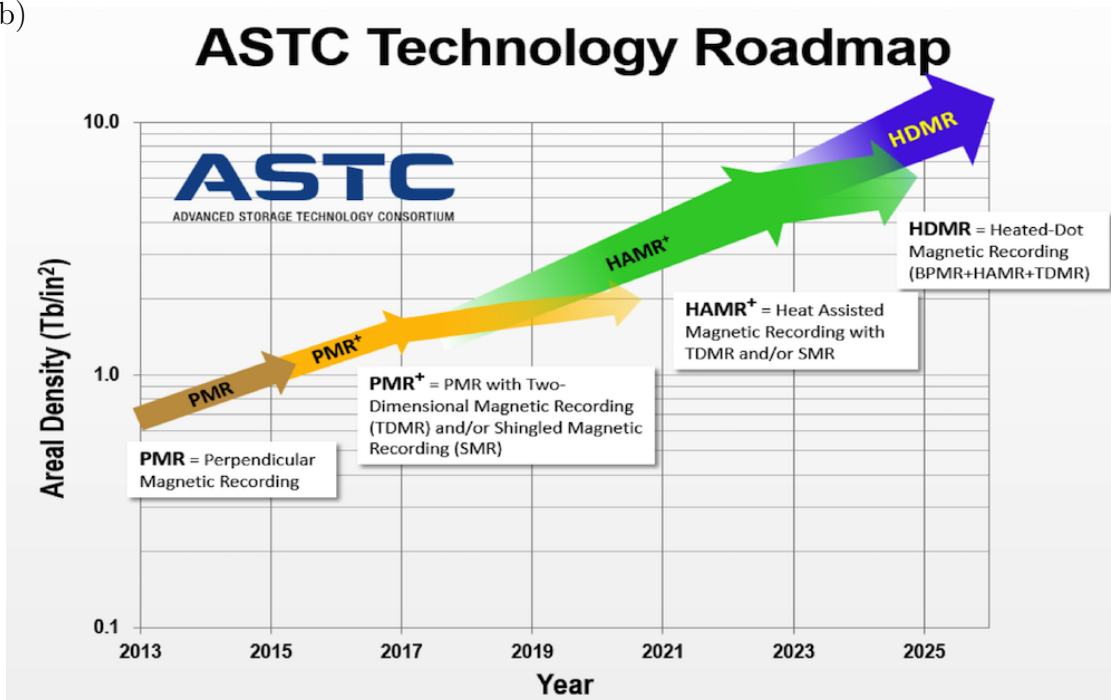 b)
ASTC Technology Roadmap
10.0
ASTC
ADVANCED STORAGE TECHNOLOGY CONSORTIUM
HDMR
HDMR = Heated-Dot
Magnetic Recording
(BPMR+HAMR+TDMR)
HAMR⁺
HAMR⁺ = Heat Assisted
Magnetic Recording with
TDMR and/or SMR
Areal Density (Tb/in²)
1.0
PMR
PMR⁺
PMR⁺ = PMR with Two-
Dimensional Magnetic Recording
(TDMR) and/or Shingled Magnetic
Recording (SMR)
PMR = Perpendicular
Magnetic Recording
0.1
2013 2015 2017 2019 2021 2023 2025
Year